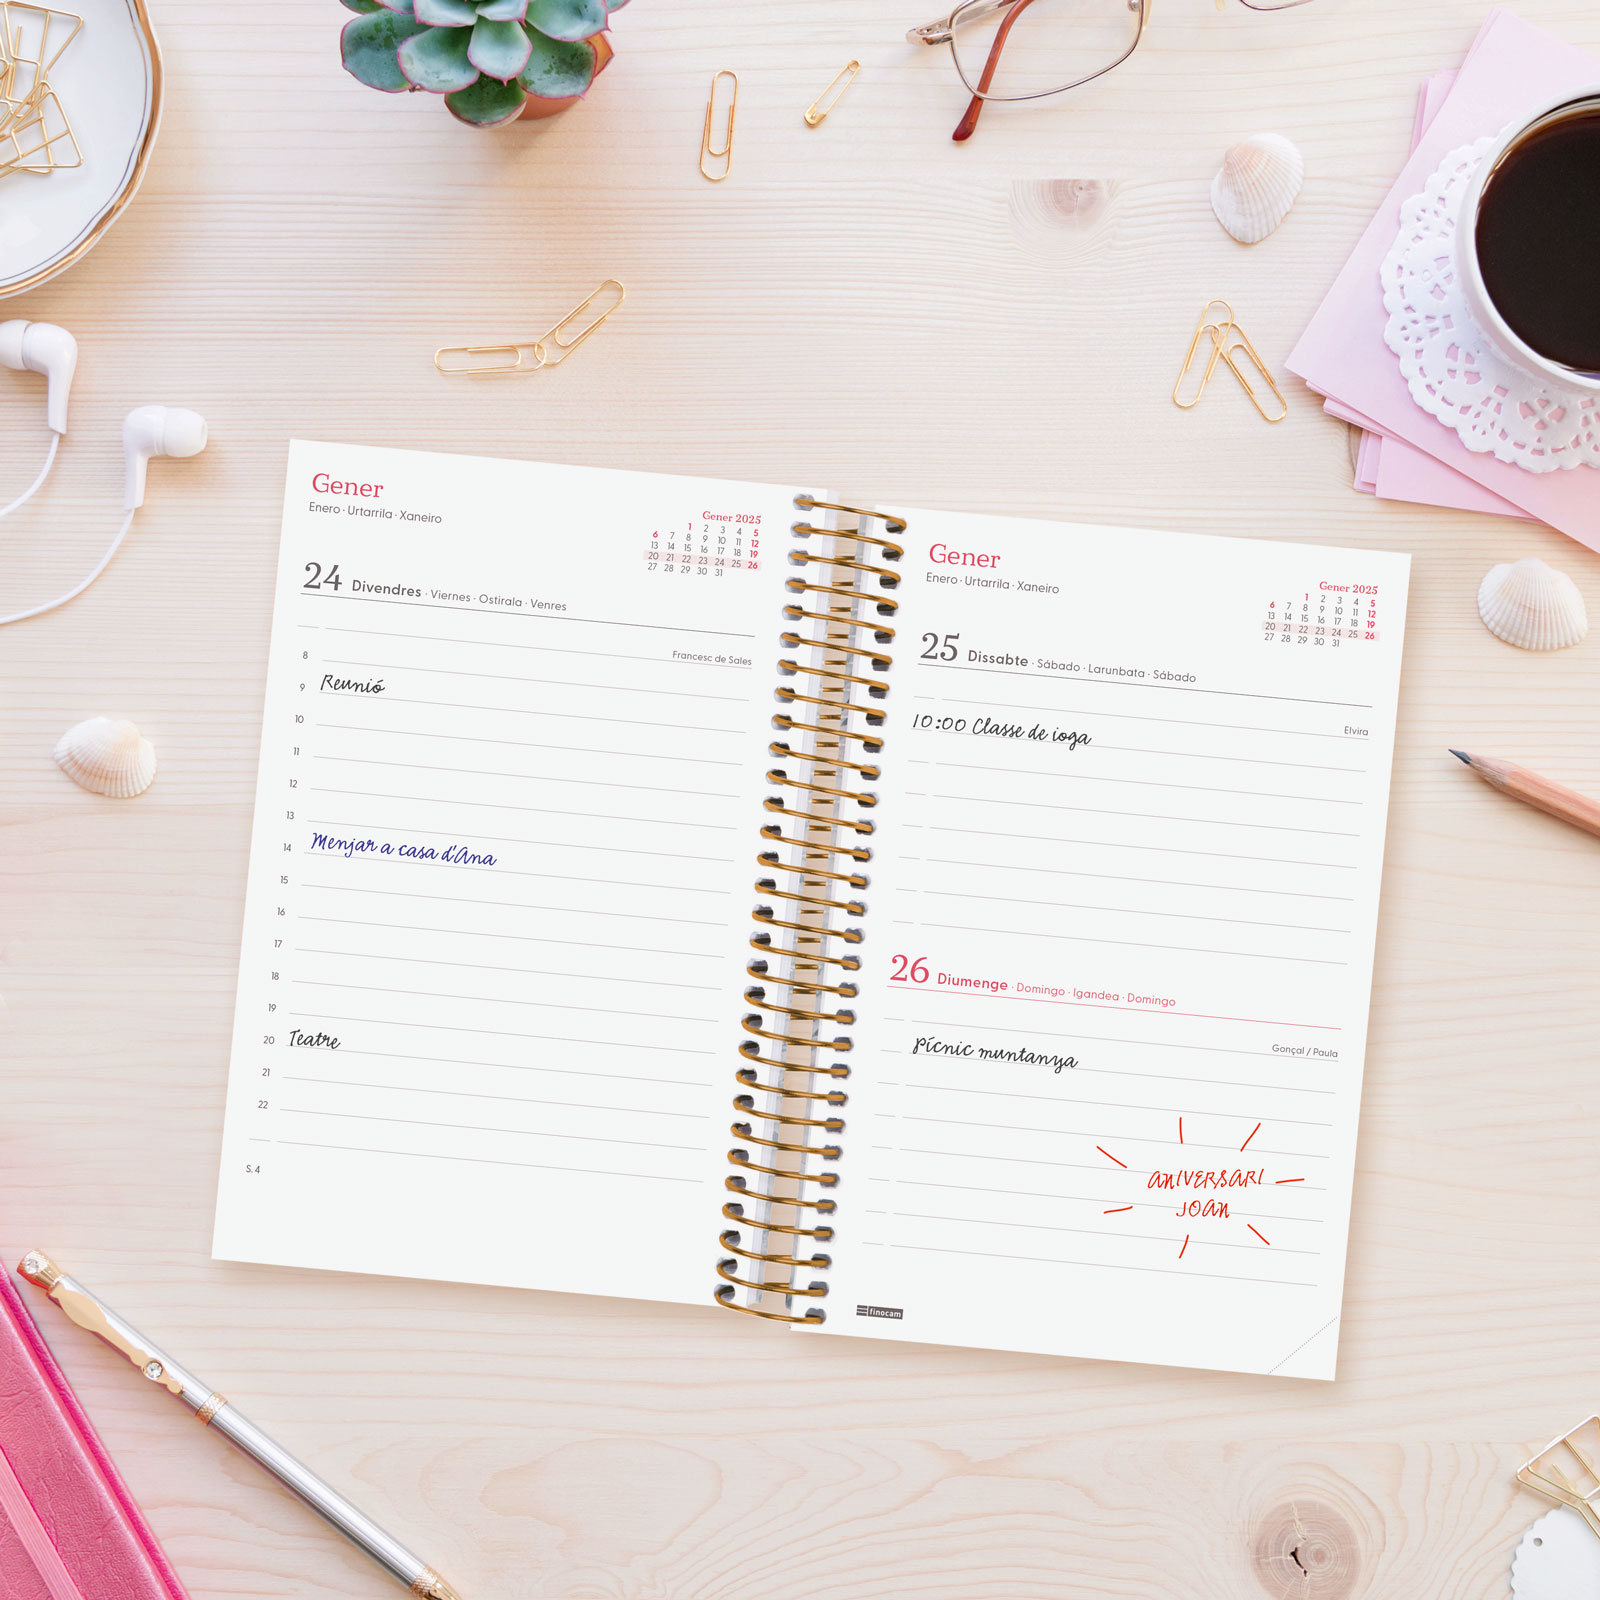 Gener
Enero · Urtarrila · Xaneiro
Gener 2025
1 2 3 4 5
6 7 8 9 10 11 12
13 14 15 16 17 18 19
20 21 22 23 24 25 26
27 28 29 30 31
24 Divendres · Viernes · Ostirala · Venres
Francesc de Sales
8
9 Reunió
10
11
12
13
14 Menjar a casa d'Ana
15
16
17
18
19
20 Teatre
21
22
S. 4
Gener
Enero · Urtarrila · Xaneiro
Gener 2025
1 2 3 4 5
6 7 8 9 10 11 12
13 14 15 16 17 18 19
20 21 22 23 24 25 26
27 28 29 30 31
25 Dissabte · Sábado · Larunbata · Sábado
Elvira
10:00 Classe de ioga
26 Diumenge · Domingo · Igandea · Domingo
Gonçal / Paula
Pícnic muntanya
ANIVERSARI
JOAN
finocam